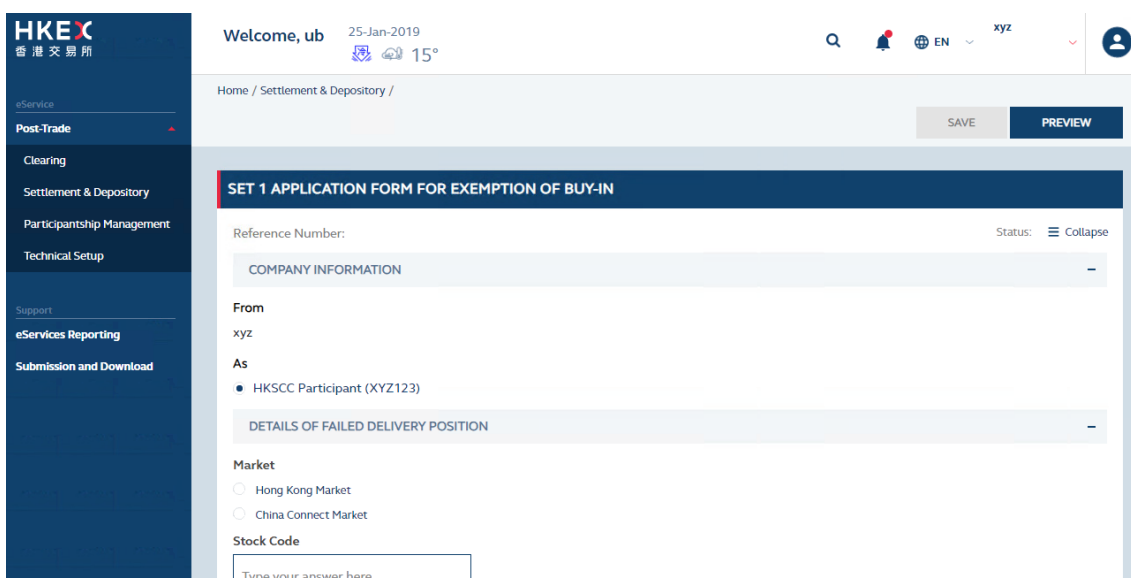 HKEX
香港交易所
Welcome, ub
25-Jan-2019
15°
EN
xyz
Home / Settlement & Depository /
SAVE
PREVIEW
eService
Post-Trade
Clearing
Settlement & Depository
Participantship Management
Technical Setup
Support
eServices Reporting
Submission and Download
SET 1 APPLICATION FORM FOR EXEMPTION OF BUY-IN
Reference Number:
Status:
Collapse
COMPANY INFORMATION
From
xyz
As
HKSCC Participant (XYZ123)
DETAILS OF FAILED DELIVERY POSITION
Market
Hong Kong Market
China Connect Market
Stock Code
Type your answer here